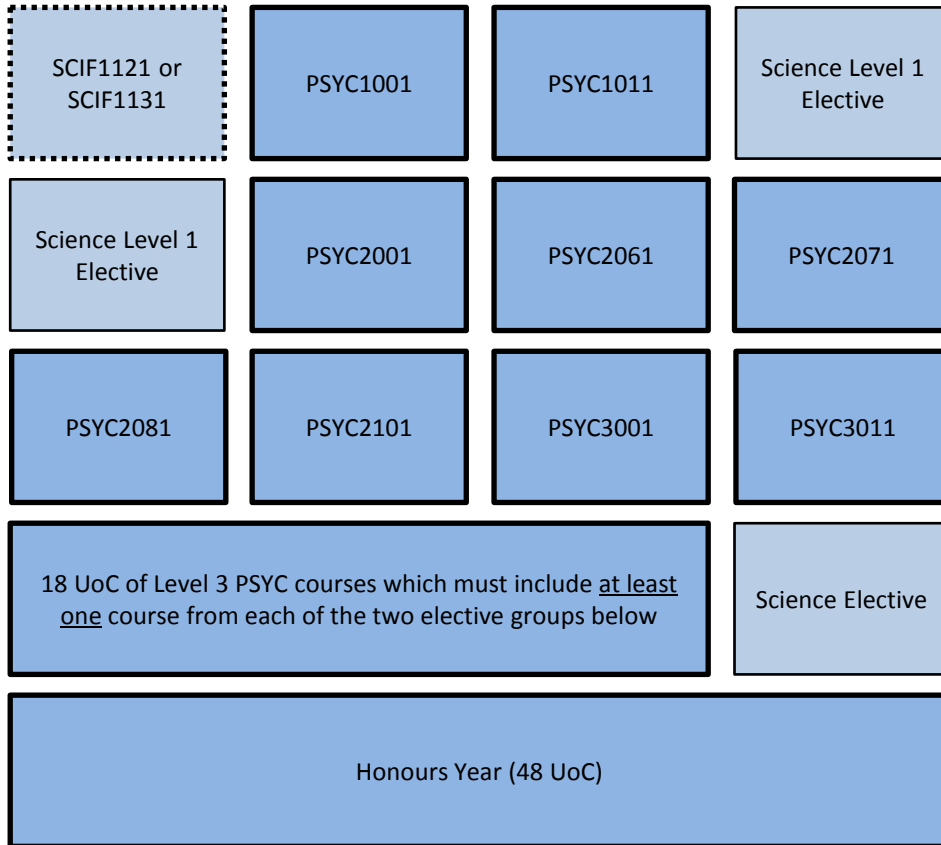 SCIF1121 or
SCIF1131
PSYC1001
PSYC1011
Science Level 1
Elective
Science Level 1
Elective
PSYC2001
PSYC2061
PSYC2071
PSYC2081
PSYC2101
PSYC3001
PSYC3011
18 UoC of Level 3 PSYC courses which must include at least
one course from each of the two elective groups below
Science Elective
Honours Year (48 UoC)